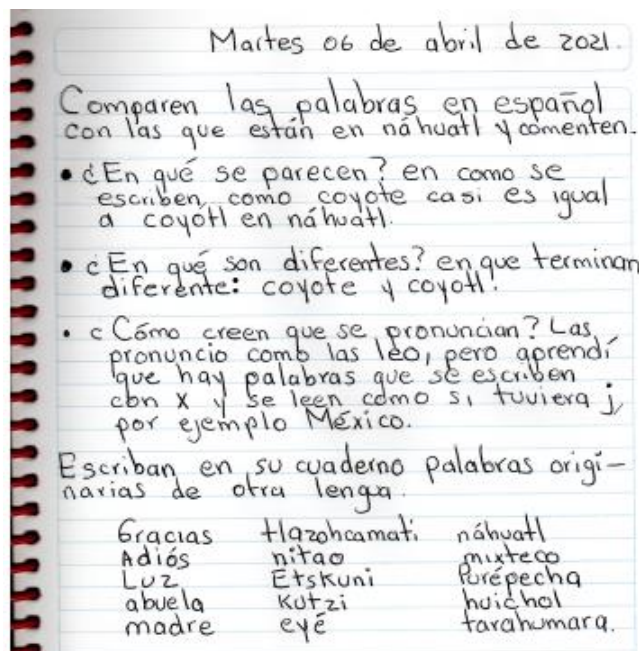 Martes 06 de abril de 2021.
Comparen las palabras en español
con las que están en náhuatl y comenten.
• ¿En qué se parecen? en como se
escriben, como coyote casi es igual
a coyótl en náhuatl.
• ¿En qué son diferentes? en que terminan
diferente: coyote y coyotl.
• ¿Cómo creen que se pronuncian? Las
pronuncio como las leo, pero aprendí
que hay palabras que se escriben
con x y se leen como si tuviera j,
por ejemplo México.
Escriban en su cuaderno palabras origi-
narias de otra lengua.
Gracias tlazohcamati náhuatl
Adiós nitao mixteco
Luz Etskuni Purépecha
abuela kutzi huichol
madre eyé tarahumara.